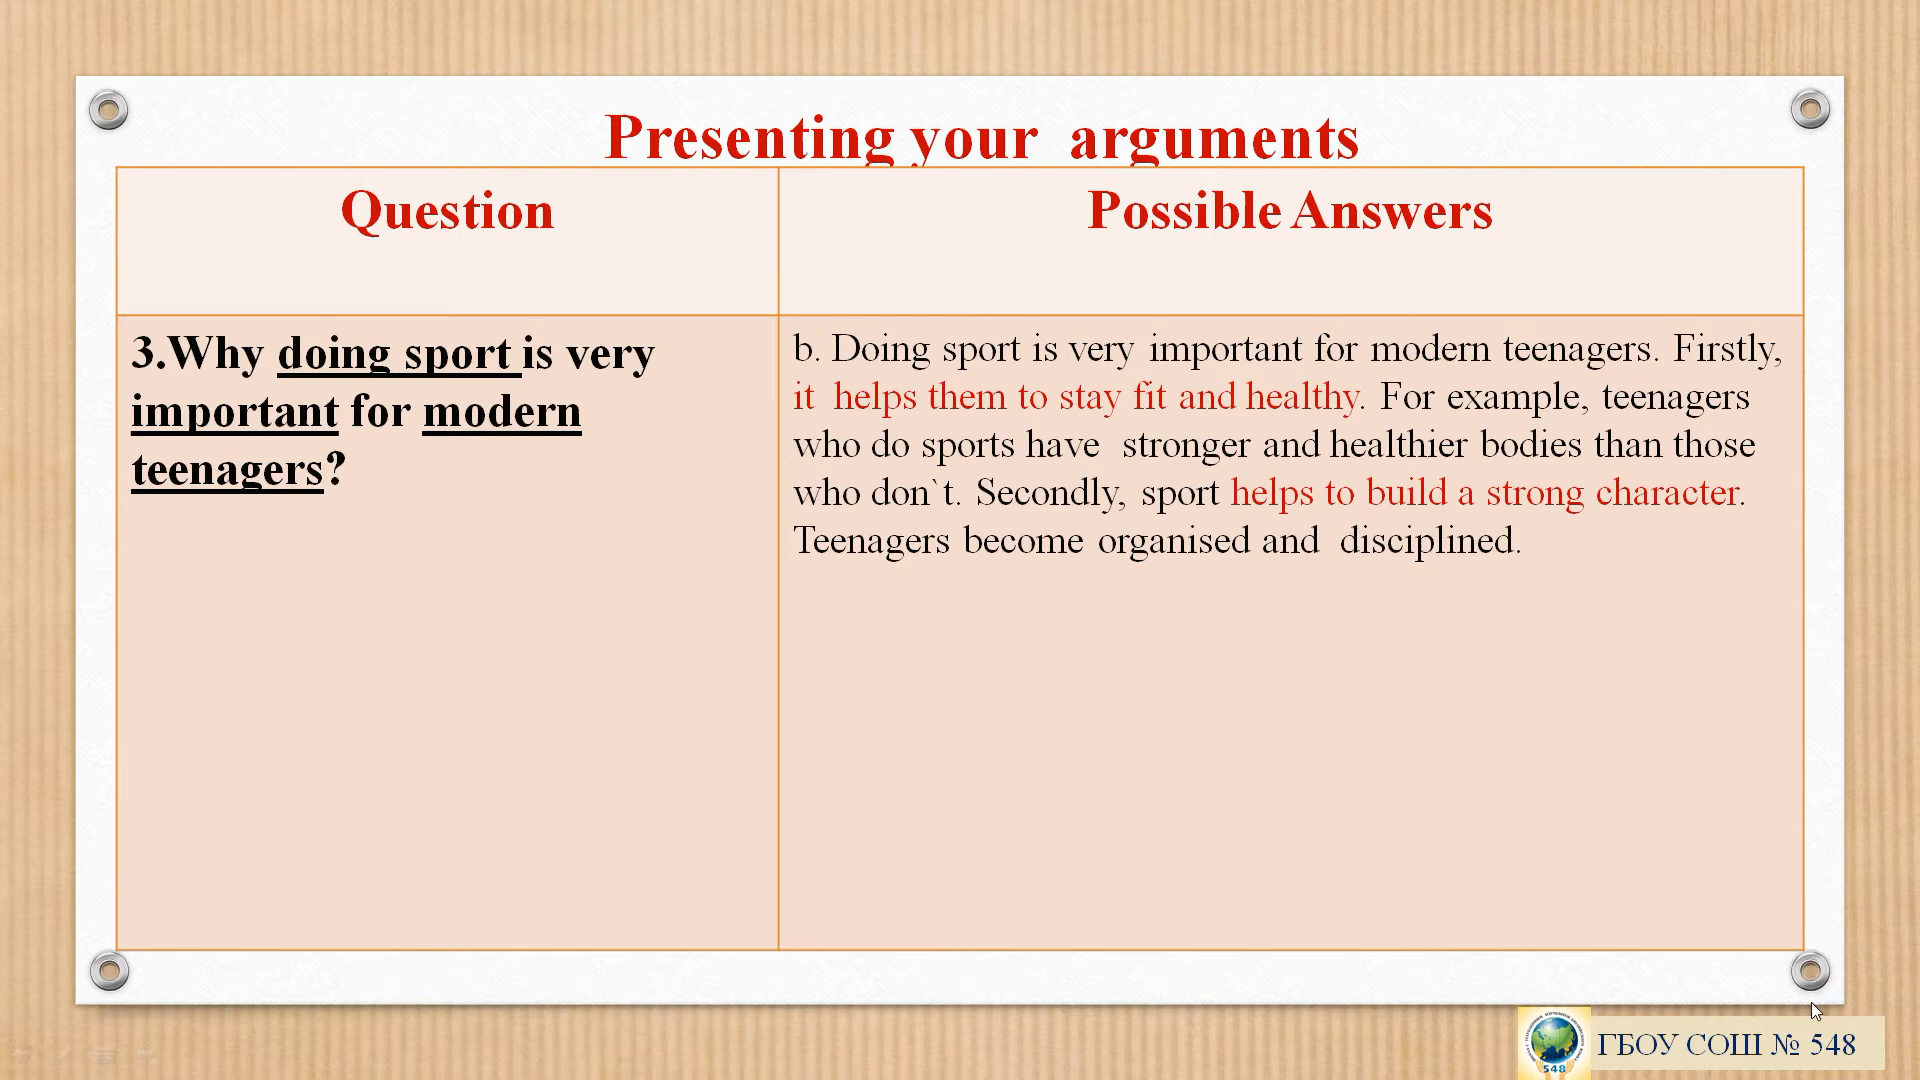 Presenting your arguments
Question
Possible Answers
3.Why doing sport is very
important for modern
teenagers?
b. Doing sport is very important for modern teenagers. Firstly,
it helps them to stay fit and healthy. For example, teenagers
who do sports have stronger and healthier bodies than those
who don`t. Secondly, sport helps to build a strong character.
Teenagers become organised and disciplined.
548
ГБОУ СОШ № 548